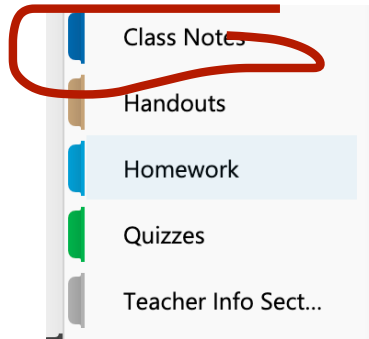 Class Notes
Handouts
Homework
Quizzes
Teacher Info Sect...